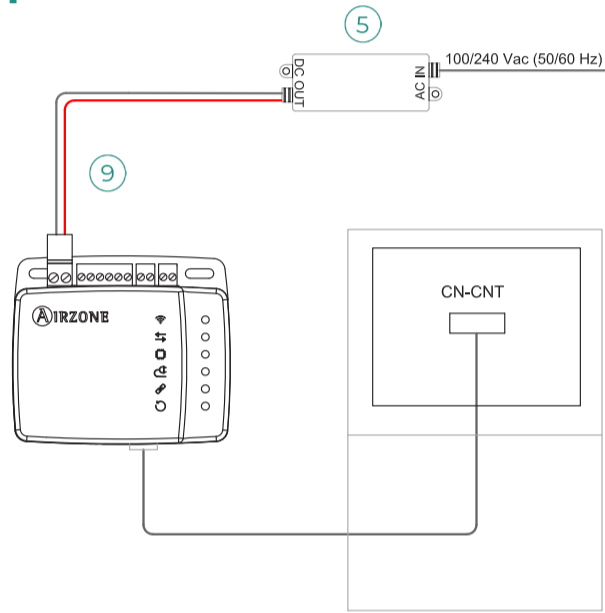 5
100/240 Vac (50/60 Hz)
DC OUT
AC IN
9
AIRZONE
CN-CNT